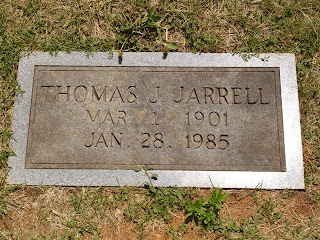 THOMAS J. JARRELL
MAR. 1, 1901
JAN. 28, 1985